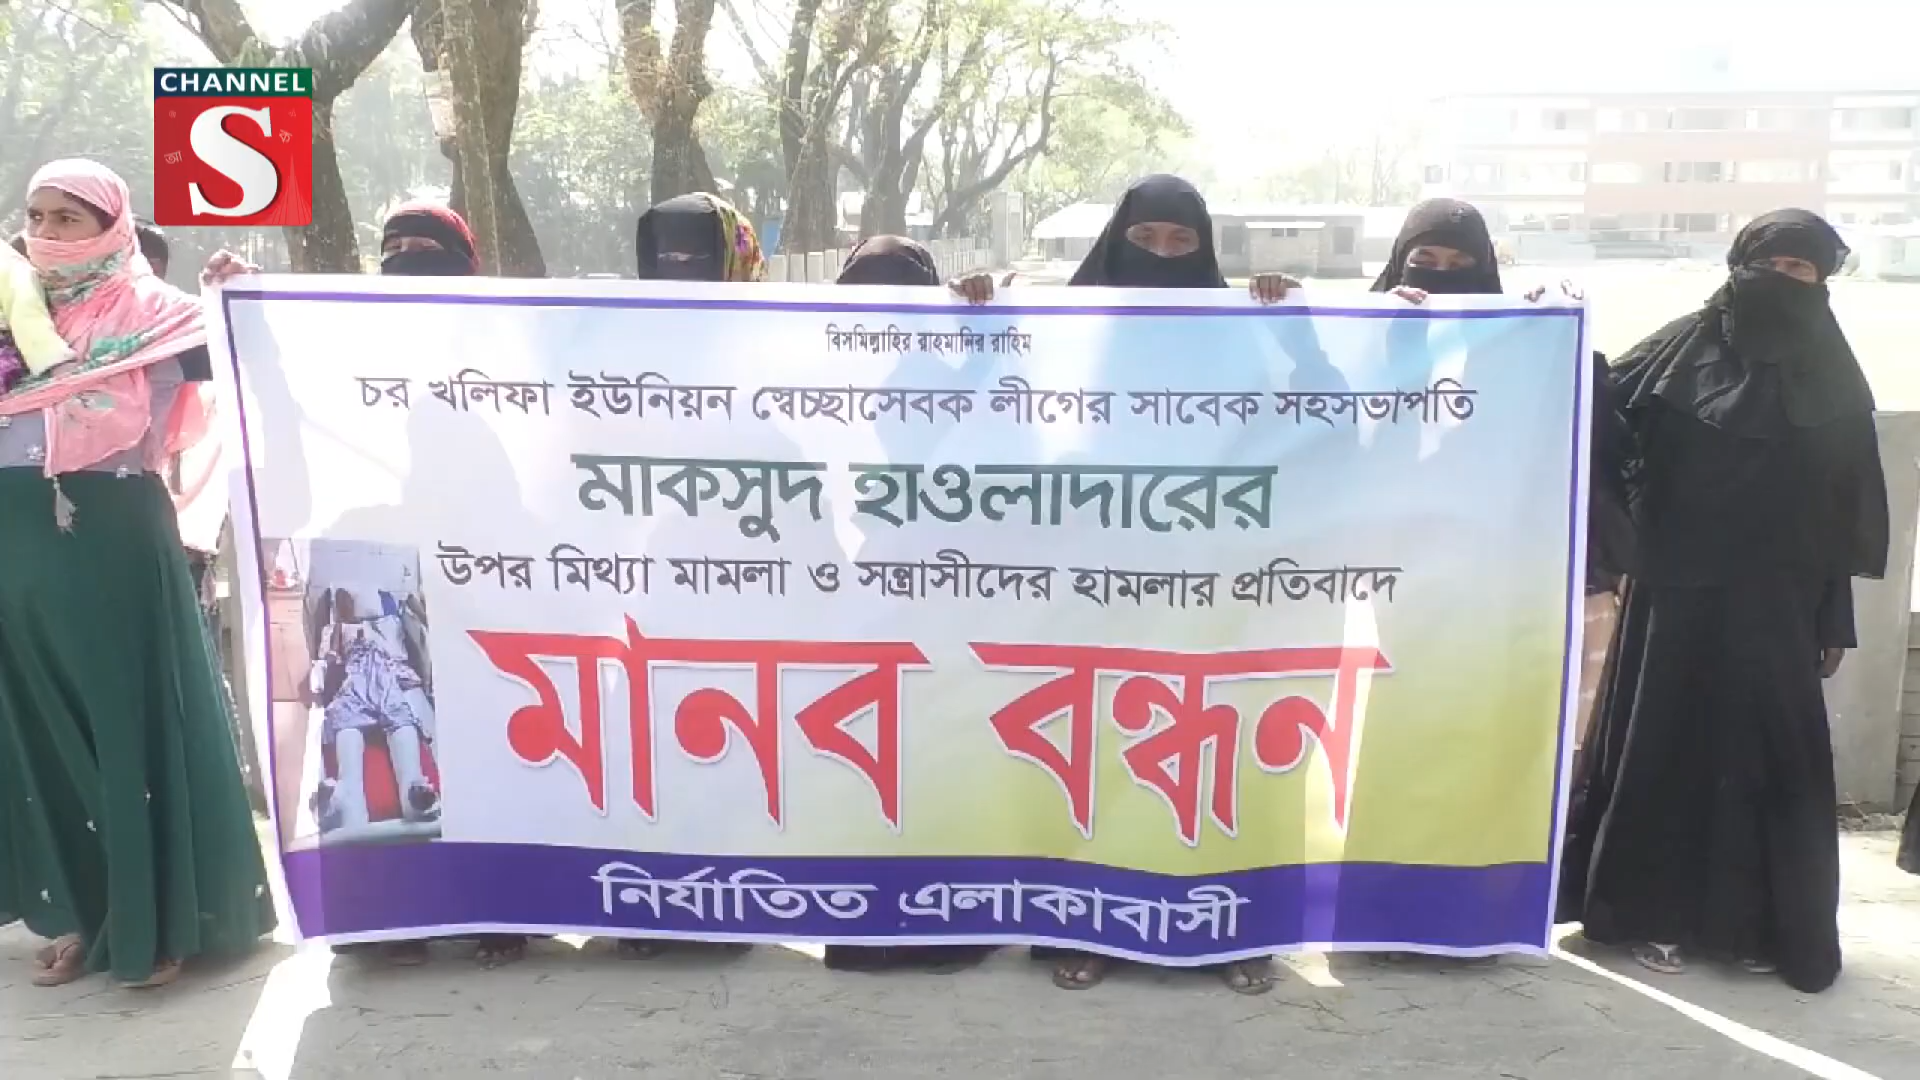 CHANNEL
S
আ
ক
বিসমিল্লাহির রাহমানির রাহিম
চর খলিফা ইউনিয়ন স্বেচ্ছাসেবক লীগের সাবেক সহসভাপতি
মাকসুদ হাওলাদারের
উপর মিথ্যা মামলা ও সন্ত্রাসীদের হামলার প্রতিবাদে
মানব বন্ধন
নির্যাতিত এলাকাবাসী